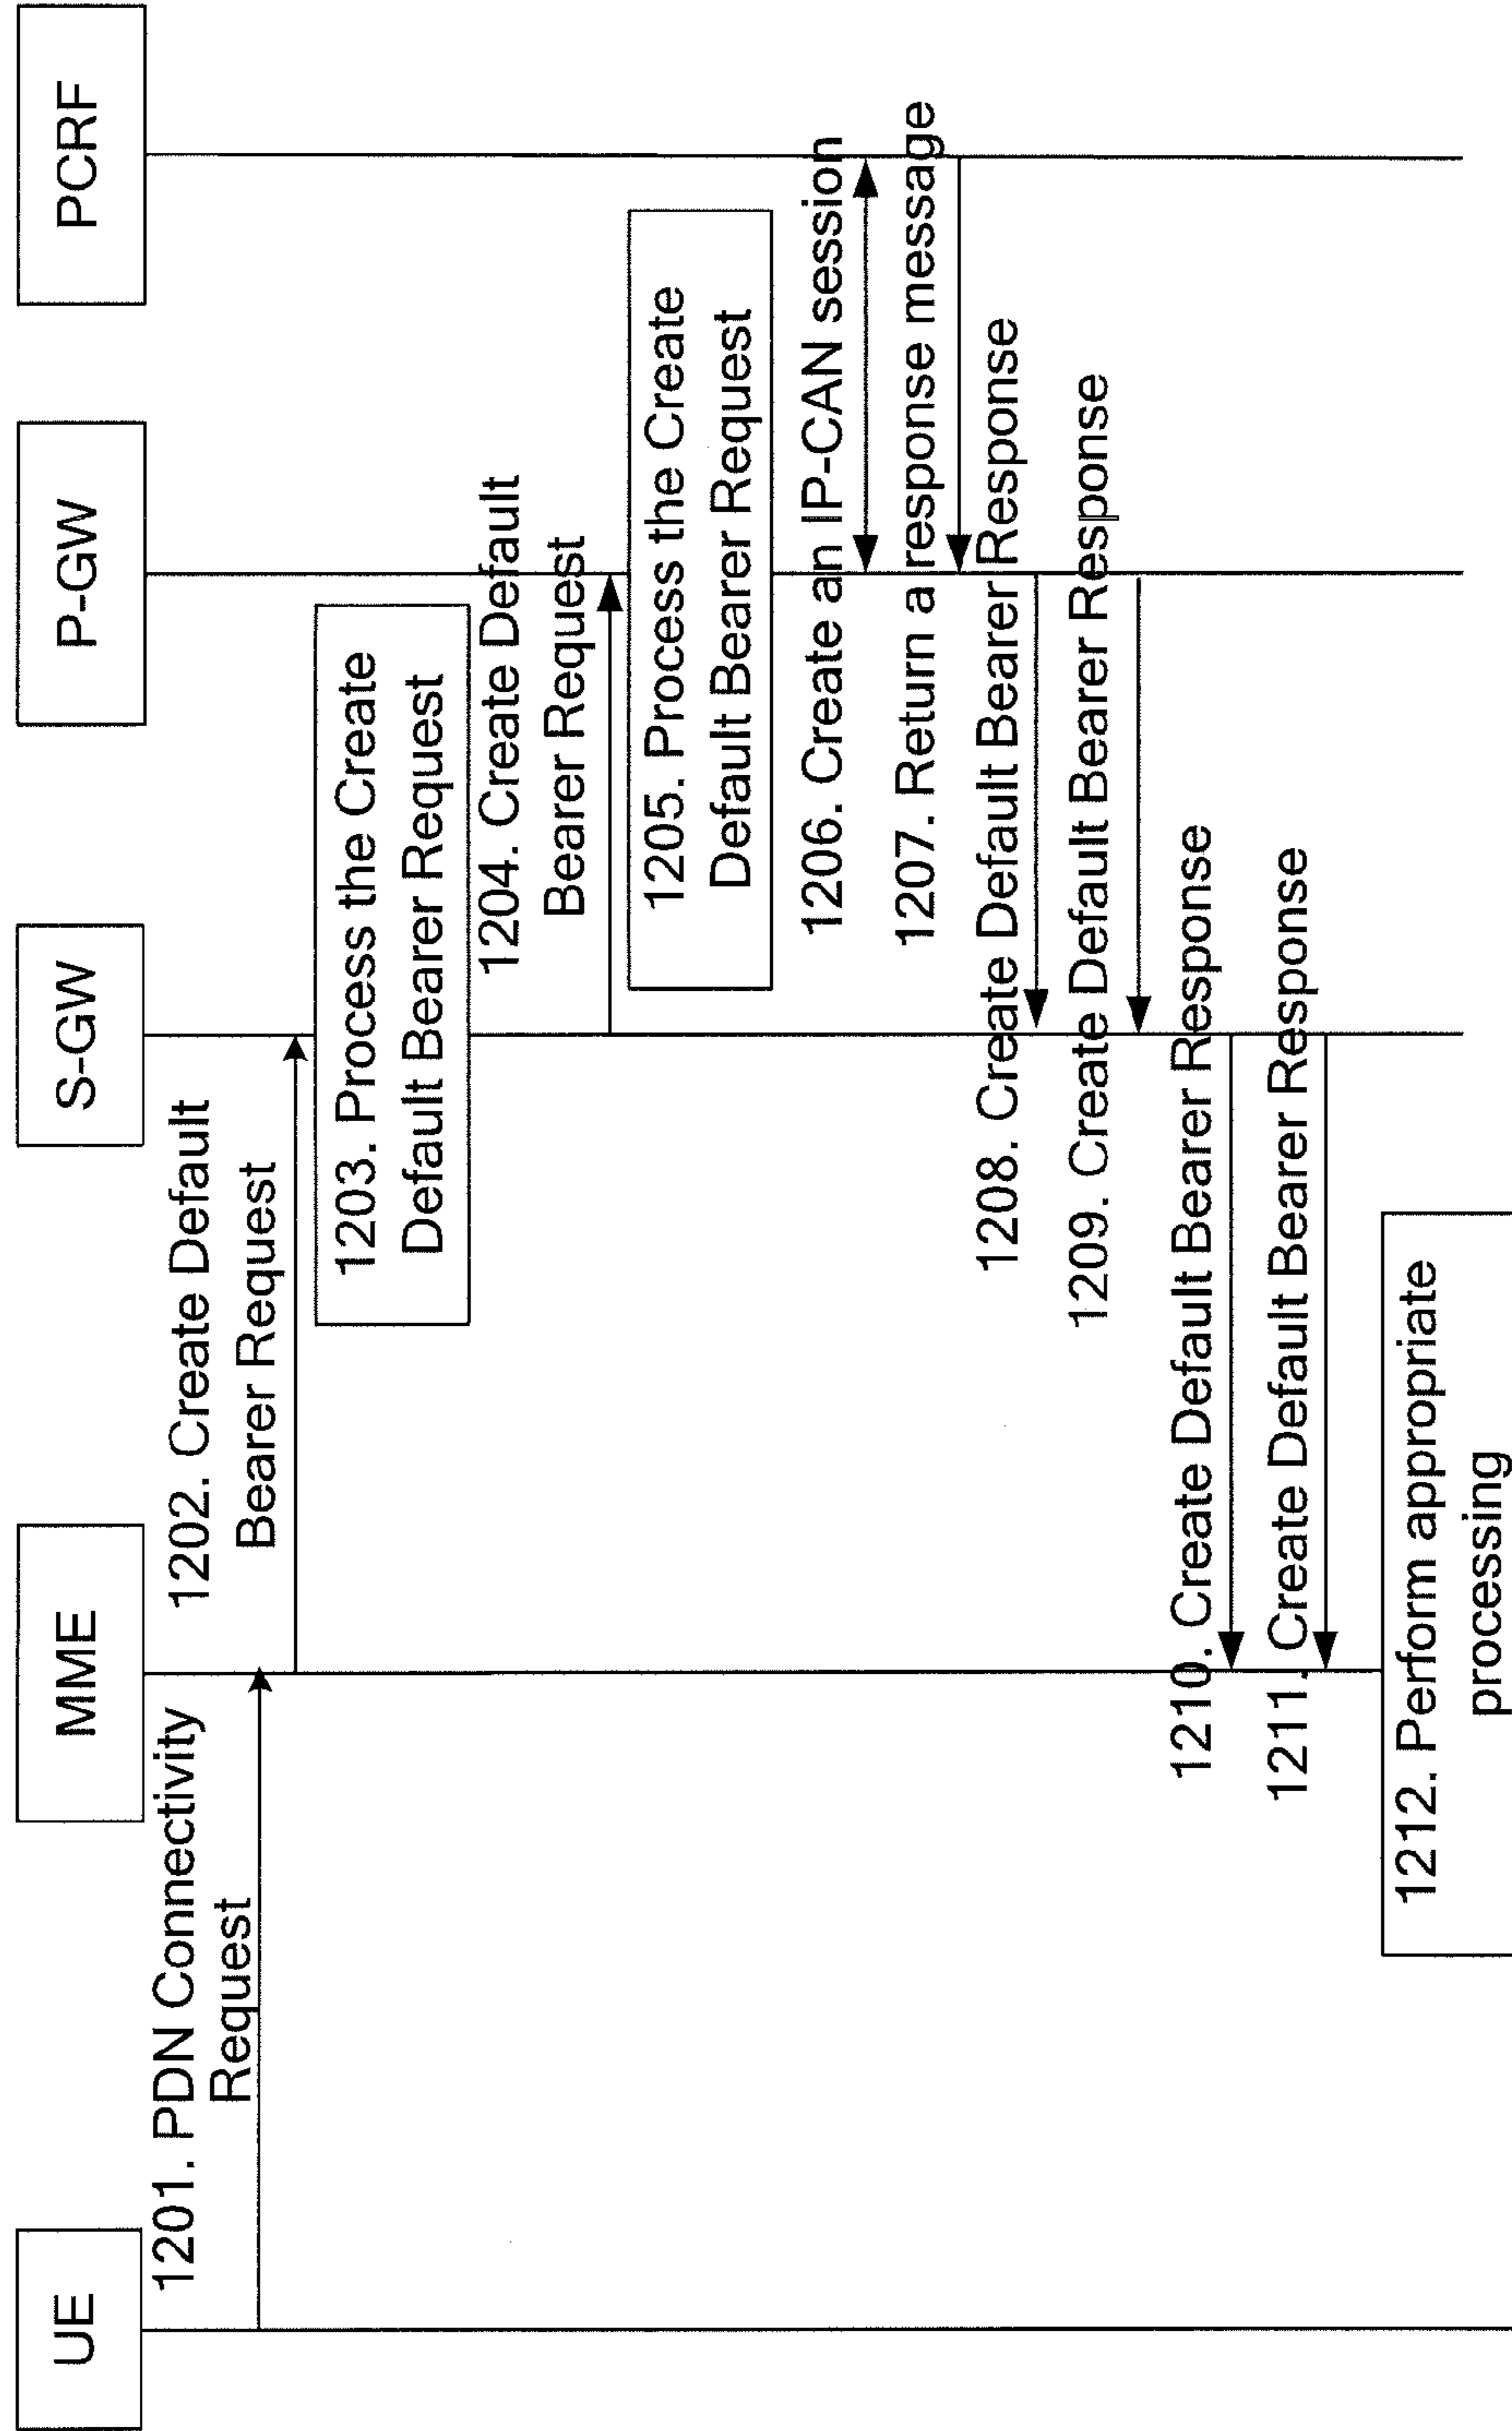 UE
MME
S-GW
P-GW
PCRF
1201. PDN Connectivity
Request
1202. Create Default
Bearer Request
1203. Process the Create
Default Bearer Request
1204. Create Default
Bearer Request
1205. Process the Create
Default Bearer Request
1206. Create an IP-CAN session
1207. Return a response message
1208. Create Default Bearer Response
1209. Create Default Bearer Response
1210. Create Default Bearer Response
1211. Create Default Bearer Response
1212. Perform appropriate
processing